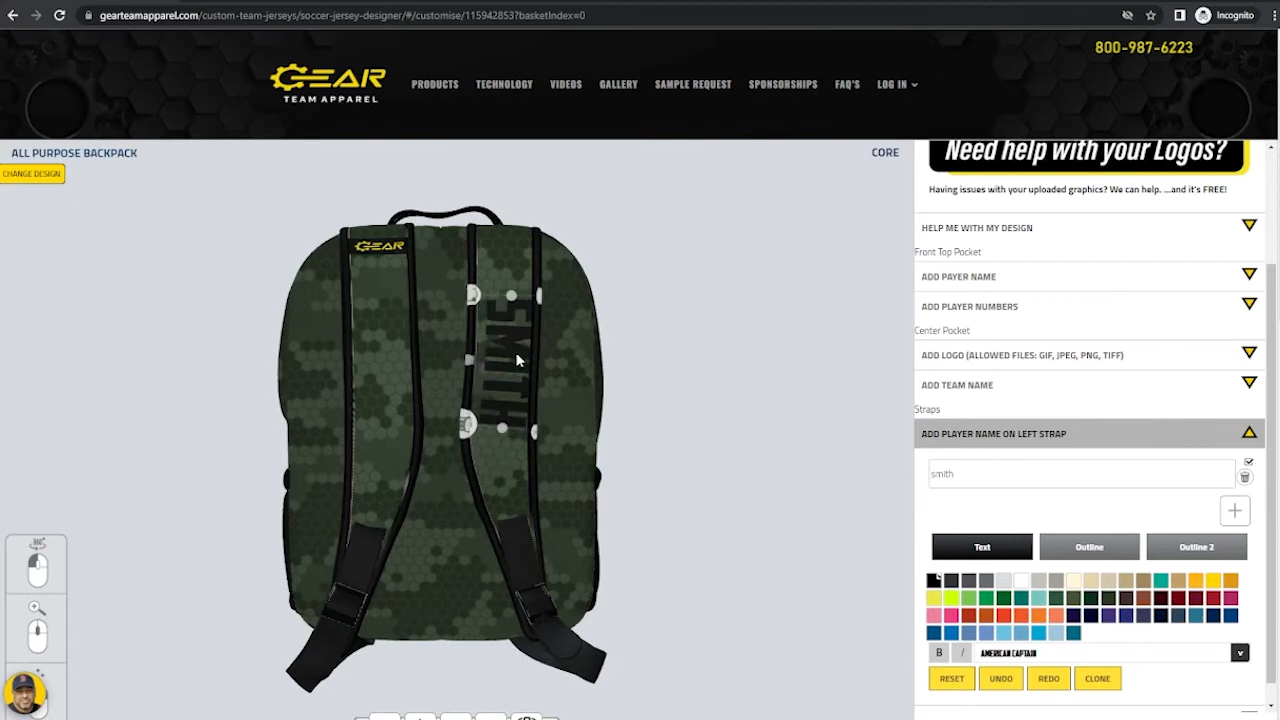 gearteamapparel.com/custom-team-jerseys/soccer-jersey-designer/#/customise/115942853?basketIndex=0
Incognito
800-987-6223
GEAR
TEAM APPAREL
PRODUCTS TECHNOLOGY VIDEOS GALLERY SAMPLE REQUEST SPONSORSHIPS FAQ'S LOG IN
ALL PURPOSE BACKPACK
CORE
CHANGE DESIGN
GEAR
SMITH
360°
Need help with your Logos?
Having issues with your uploaded graphics? We can help. ...and it's FREE!
HELP ME WITH MY DESIGN
Front Top Pocket
ADD PAYER NAME
ADD PLAYER NUMBERS
Center Pocket
ADD LOGO (ALLOWED FILES: GIF, JPEG, PNG, TIFF)
ADD TEAM NAME
Straps
ADD PLAYER NAME ON LEFT STRAP
smith
Text Outline Outline 2
B I AMERICAN CAPTAIN v
RESET UNDO REDO CLONE